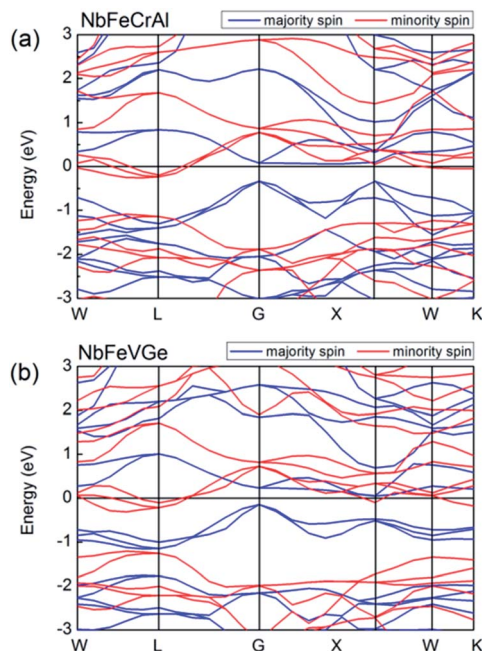 (a) NbFeCrAl
majority spin minority spin
3
2
1
0
-1
-2
-3
Energy (eV)
W L G X W K
(b) NbFeVGe
majority spin minority spin
3
2
1
0
-1
-2
-3
Energy (eV)
W L G X W K